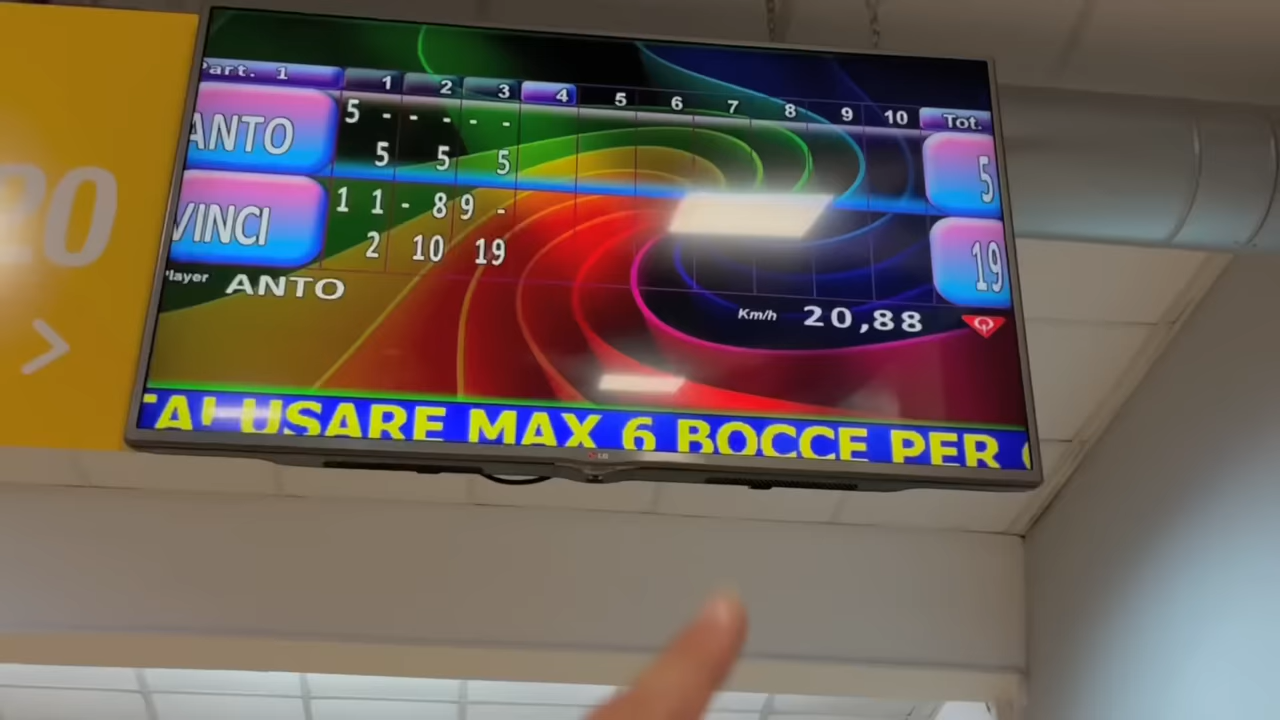 Part. 1 1 2 3 4 5 6 7 8 9 10 Tot.
5 - - - - -
ANTO 5 5 5 5
1 1 - 8 9 -
VINCI 2 10 19 19
Player ANTO
Km/h 20,88
USARE MAX 6 BOCCE PER
LG
20
>